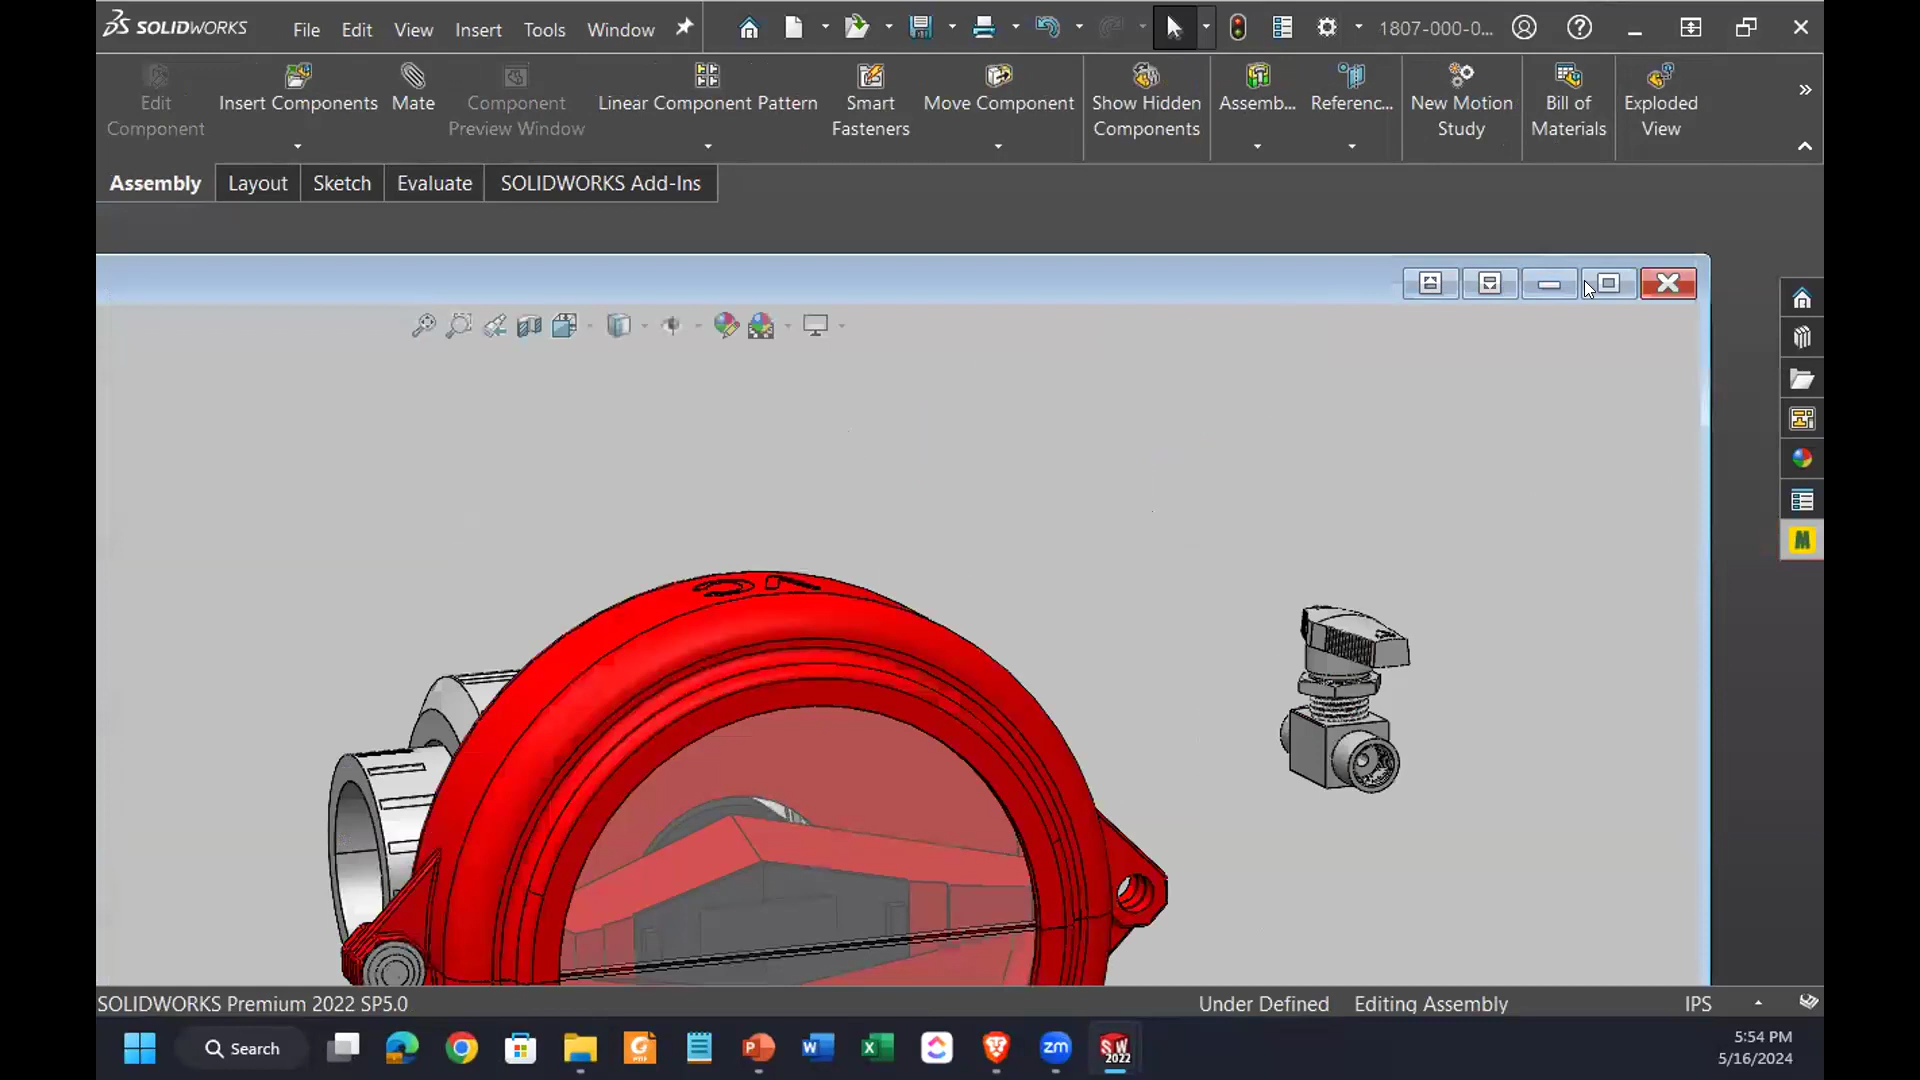 SOLIDWORKS File Edit View Insert Tools Window 1807-000-0...
Edit Component
Insert Components
Mate
Component Preview Window
Linear Component Pattern
Smart Fasteners
Move Component
Show Hidden Components
Assemb...
Referenc...
New Motion Study
Bill of Materials
Exploded View
Assembly Layout Sketch Evaluate SOLIDWORKS Add-Ins
M
SOLIDWORKS Premium 2022 SP5.0 Under Defined Editing Assembly IPS
Search
zm
SW 2022
5:54 PM
5/16/2024